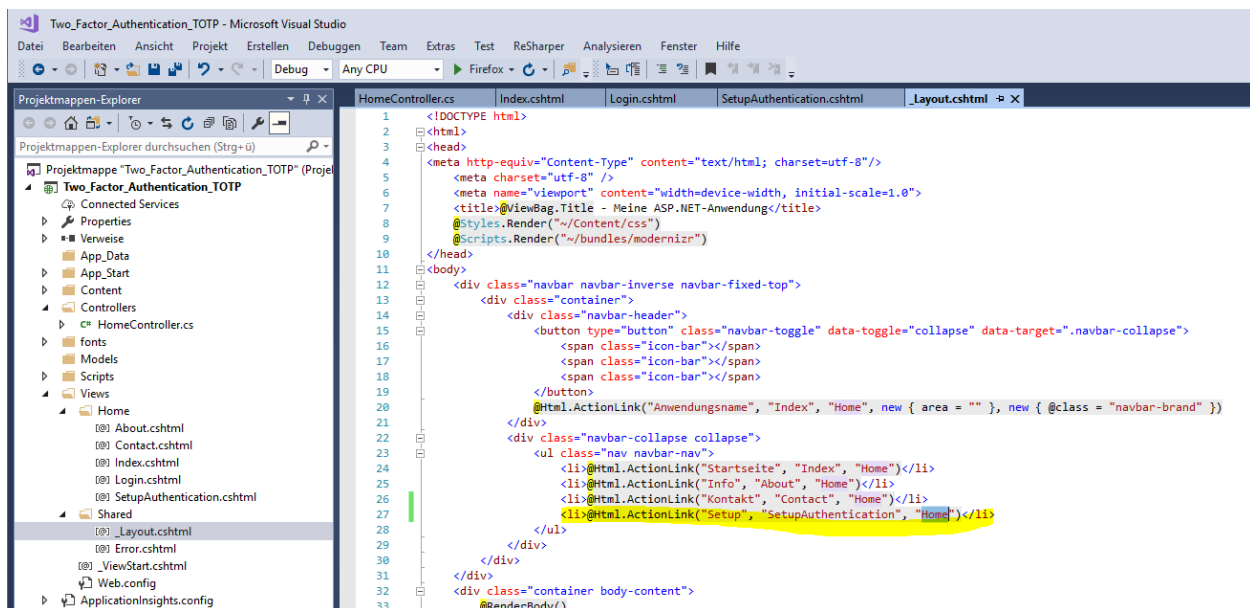 Two_Factor_Authentication_TOTP - Microsoft Visual Studio
Datei Bearbeiten Ansicht Projekt Erstellen Debuggen Team Extras Test ReSharper Analysieren Fenster Hilfe
Debug Any CPU Firefox
Projektmappen-Explorer
Projektmappen-Explorer durchsuchen (Strg+ü)
Projektmappe "Two_Factor_Authentication_TOTP" (Projel
Two_Factor_Authentication_TOTP
Connected Services
Properties
Verweise
App_Data
App_Start
Content
Controllers
C# HomeController.cs
fonts
Models
Scripts
Views
Home
[@] About.cshtml
[@] Contact.cshtml
[@] Index.cshtml
[@] Login.cshtml
[@] SetupAuthentication.cshtml
Shared
[@] _Layout.cshtml
[@] Error.cshtml
[@] _ViewStart.cshtml
Web.config
ApplicationInsights.config
HomeController.cs Index.cshtml Login.cshtml SetupAuthentication.cshtml _Layout.cshtml
1 <!DOCTYPE html>
2 <html>
3 <head>
4 <meta http-equiv="Content-Type" content="text/html; charset=utf-8"/>
5 <meta charset="utf-8" />
6 <meta name="viewport" content="width=device-width, initial-scale=1.0">
7 <title>@ViewBag.Title - Meine ASP.NET-Anwendung</title>
8 @Styles.Render("~/Content/css")
9 @Scripts.Render("~/bundles/modernizr")
10 </head>
11 <body>
12 <div class="navbar navbar-inverse navbar-fixed-top">
13 <div class="container">
14 <div class="navbar-header">
15 <button type="button" class="navbar-toggle" data-toggle="collapse" data-target=".navbar-collapse">
16 <span class="icon-bar"></span>
17 <span class="icon-bar"></span>
18 <span class="icon-bar"></span>
19 </button>
20 @Html.ActionLink("Anwendungsname", "Index", "Home", new { area = "" }, new { @class = "navbar-brand" })
21 </div>
22 <div class="navbar-collapse collapse">
23 <ul class="nav navbar-nav">
24 <li>@Html.ActionLink("Startseite", "Index", "Home")</li>
25 <li>@Html.ActionLink("Info", "About", "Home")</li>
26 <li>@Html.ActionLink("Kontakt", "Contact", "Home")</li>
27 <li>@Html.ActionLink("Setup", "SetupAuthentication", "Home")</li>
28 </ul>
29 </div>
30 </div>
31 </div>
32 <div class="container body-content">
33 @RenderBody()